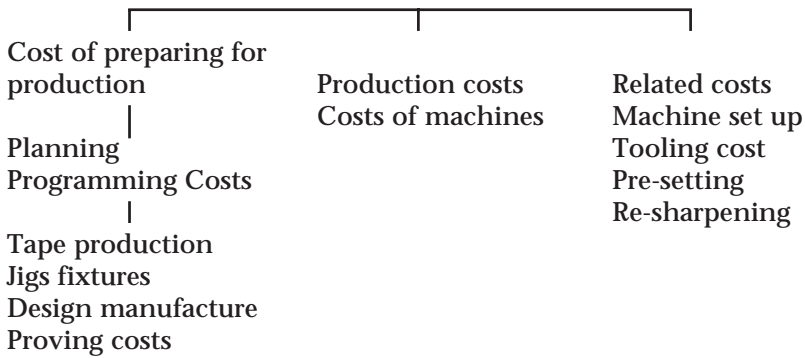 Cost of preparing for
production
Planning
Programming Costs
Tape production
Jigs fixtures
Design manufacture
Proving costs
Production costs
Costs of machines
Related costs
Machine set up
Tooling cost
Pre-setting
Re-sharpening